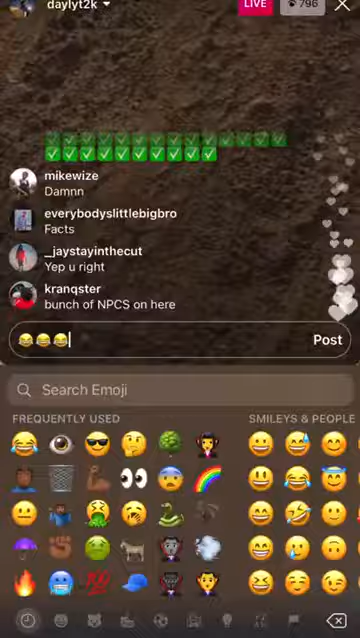 daylyt2k
LIVE
796
mikewize
Damnn
everybodyslittlebigbro
Facts
_jaystayinthecut
Yep u right
kranqster
bunch of NPCS on here
Post
Search Emoji
FREQUENTLY USED
SMILEYS & PEOPLE